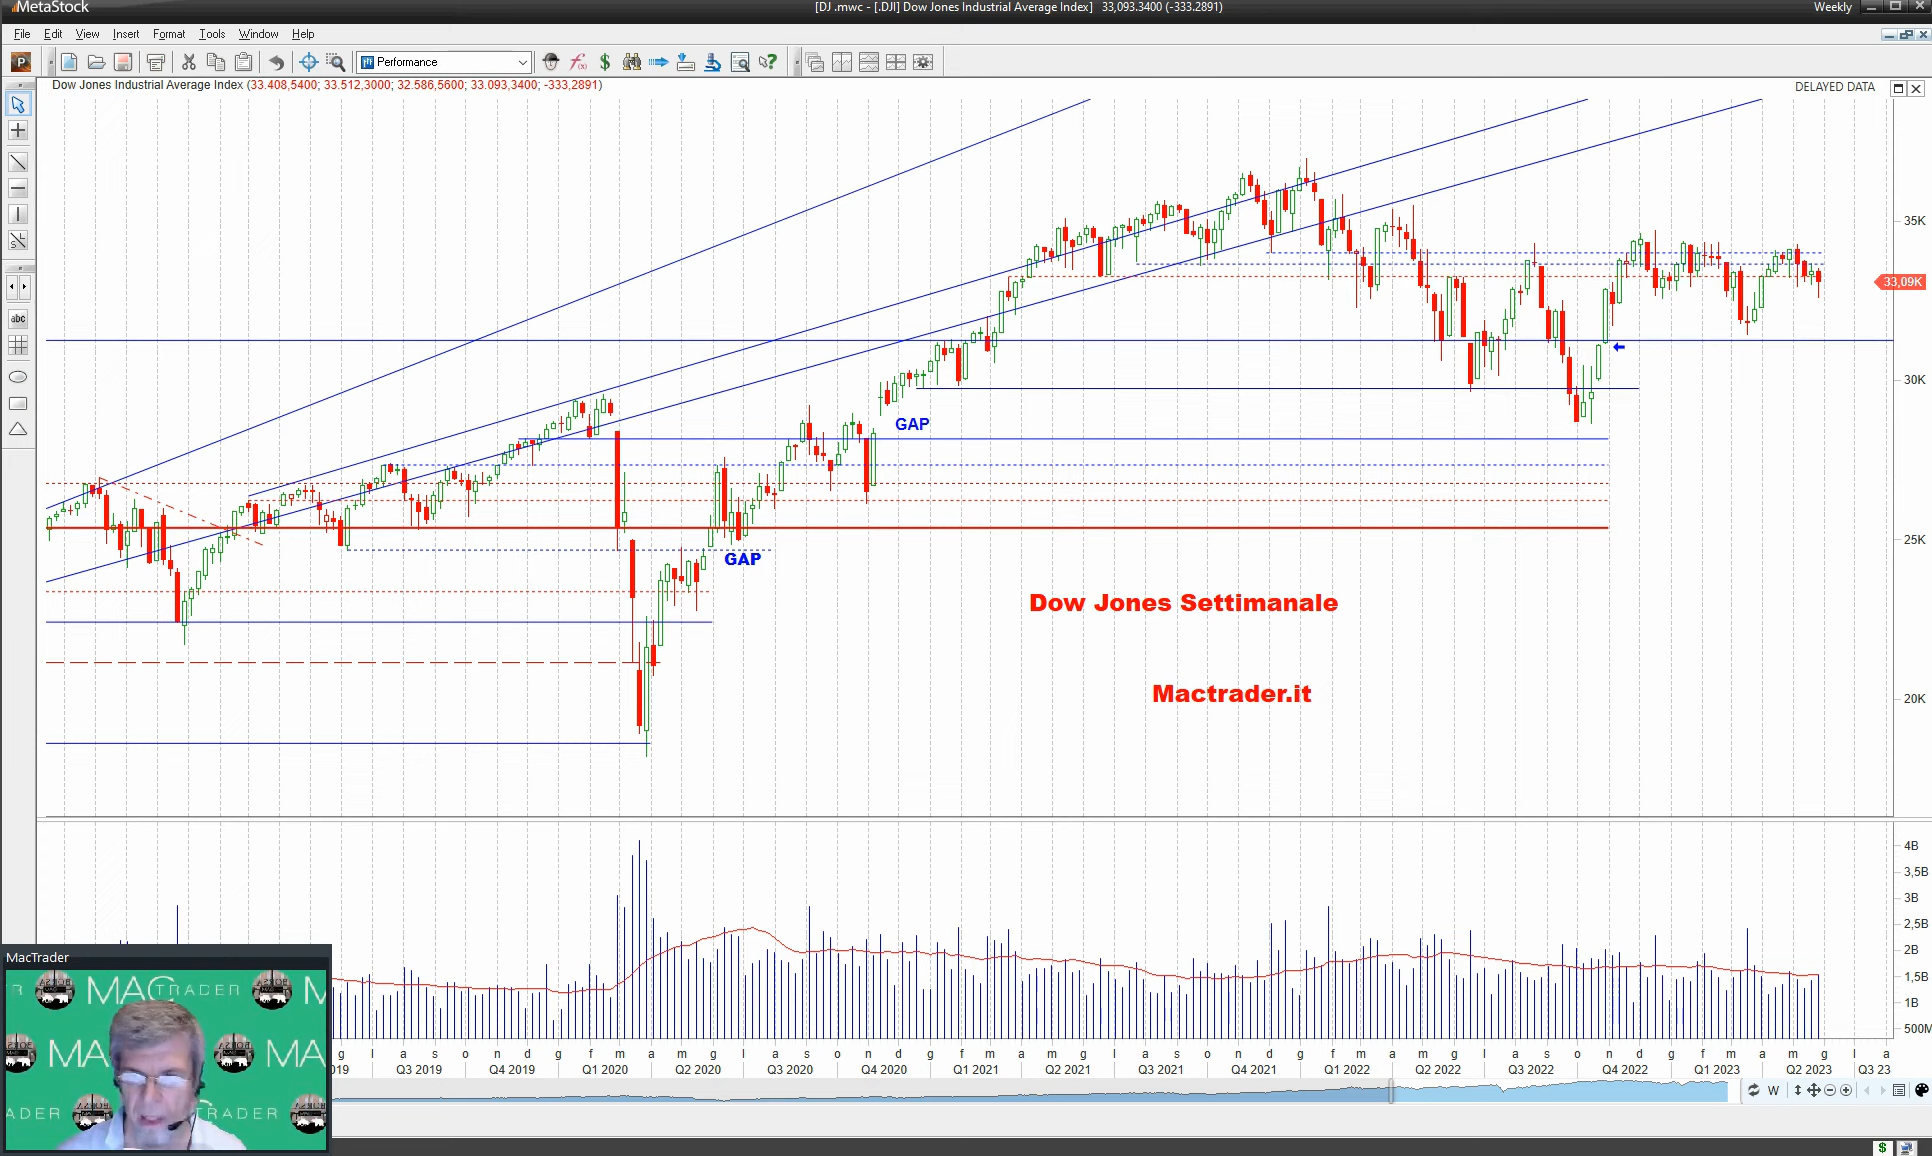 MetaStock
[DJ .mwc - [.DJI] Dow Jones Industrial Average Index] 33,093.3400 (-333.2891)
Weekly
File Edit View Insert Format Tools Window Help
P
Performance
Dow Jones Industrial Average Index (33.408,5400; 33.512,3000; 32.586,5600; 33.093,3400; -333,2891)
DELAYED DATA
abc
35K
33,09K
30K
GAP
25K
GAP
Dow Jones Settimanale
Mactrader.it
20K
4B
3,5B
3B
2,5B
2B
1,5B
1B
500M
g l a s o n d g f m a m g l a s o n d g f m a m g l a s o n d g f m a m g l a s o n d g f m a m g l a
019 Q3 2019 Q4 2019 Q1 2020 Q2 2020 Q3 2020 Q4 2020 Q1 2021 Q2 2021 Q3 2021 Q4 2021 Q1 2022 Q2 2022 Q3 2022 Q4 2022 Q1 2023 Q2 2023 Q3 23
W
MacTrader
MACTRADER